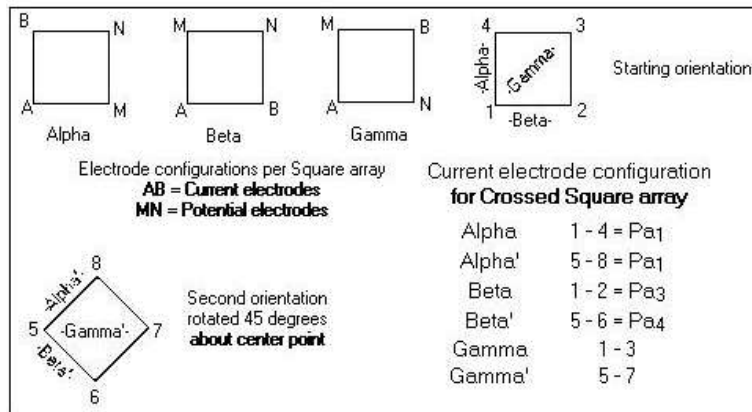 B N M N M B 4 3
-Alpha- -Gamma- Starting orientation
A M A B A N 1 2
-Beta-
Alpha Beta Gamma
Electrode configurations per Square array
AB = Current electrodes
MN = Potential electrodes
Current electrode configuration
for Crossed Square array
Alpha 1 - 4 = Pa1
Alpha' 5 - 8 = Pa1
Beta 1 - 2 = Pa3
Beta' 5 - 6 = Pa4
Gamma 1 - 3
Gamma' 5 - 7
8
-Alpha'-
5 -Gamma'- 7
-Beta'-
6
Second orientation
rotated 45 degrees
about center point